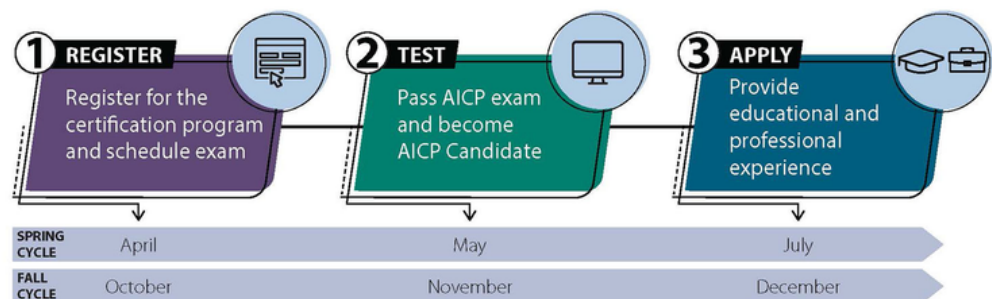 1 REGISTER
Register for the
certification program
and schedule exam
2 TEST
Pass AICP exam
and become
AICP Candidate
3 APPLY
Provide
educational and
professional
experience
SPRING
CYCLE
April May July
FALL
CYCLE
October November December